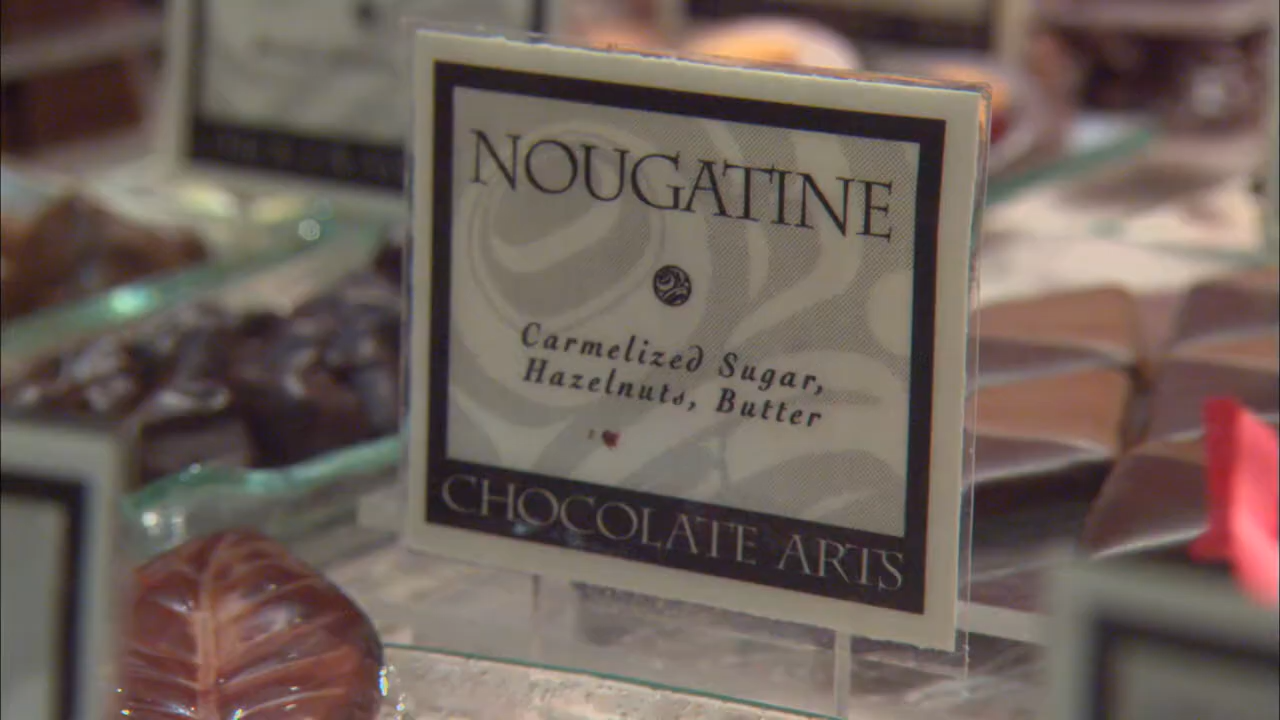 NOUGATINE
Carmelized Sugar,
Hazelnuts, Butter
CHOCOLATE ARTS